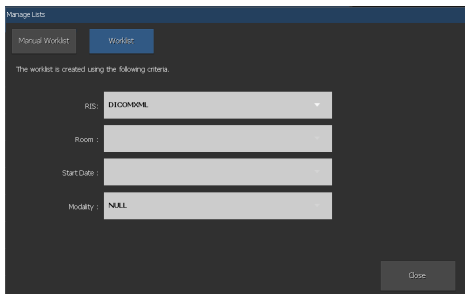 Manage Lists
Manual Worklist
Worklist
The worklist is created using the following criteria.
RIS: DICOMXML
Room :
Start Date :
Modality : NULL
Close